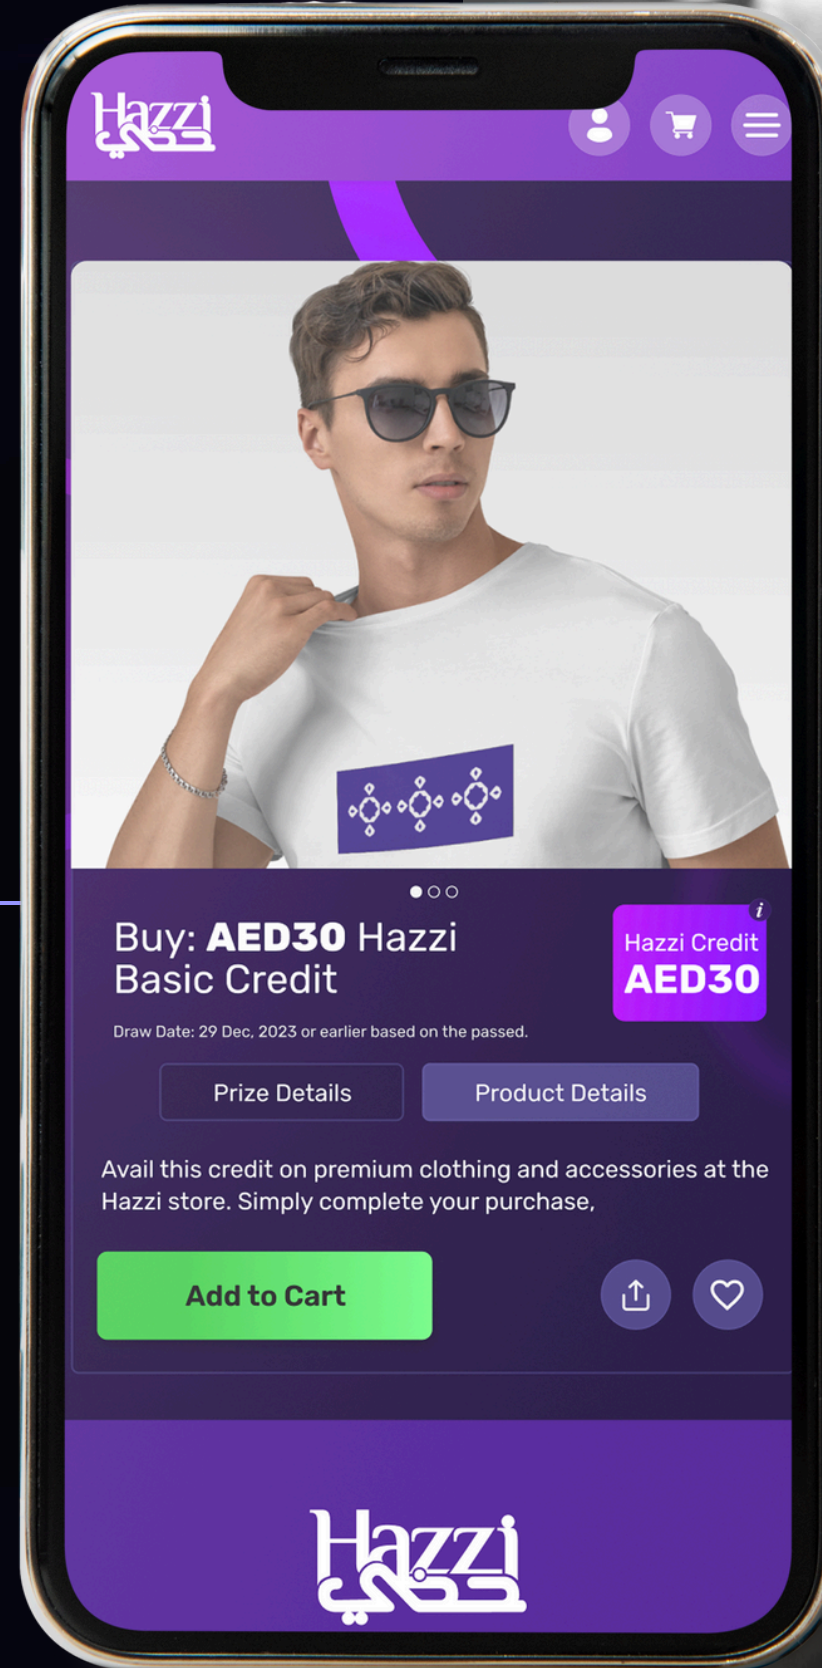 Hazzi
حظي
Buy: AED30 Hazzi
Basic Credit
i
Hazzi Credit
AED30
Draw Date: 29 Dec, 2023 or earlier based on the passed.
Prize Details
Product Details
Avail this credit on premium clothing and accessories at the
Hazzi store. Simply complete your purchase,
Add to Cart
Hazzi
حظي